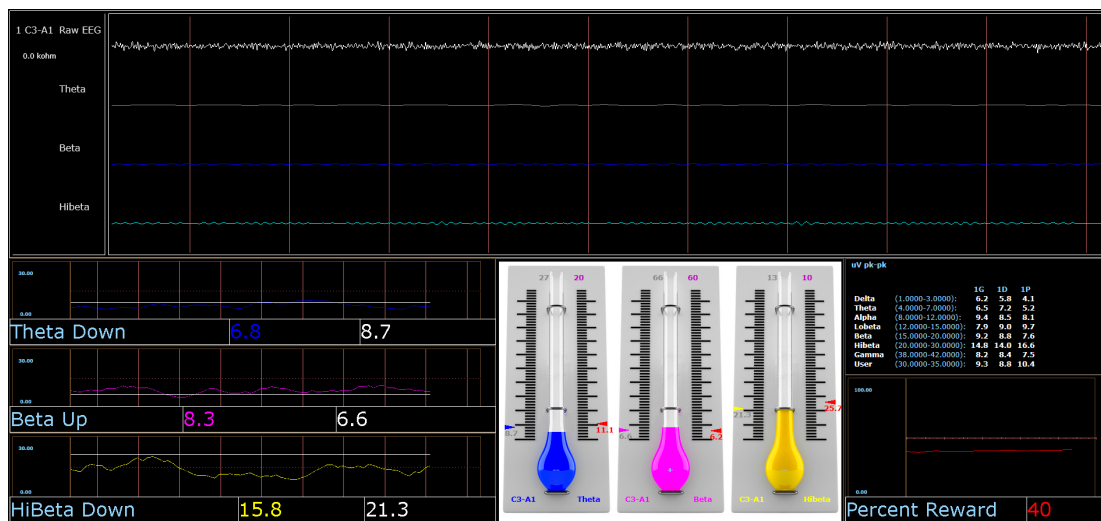 1 C3-A1 Raw EEG
0.0 kohm
Theta
Beta
Hibeta
30.00
0.00
Theta Down 6.8 8.7
30.00
0.00
Beta Up 8.3 6.6
30.00
0.00
HiBeta Down 15.8 21.3
27 20
8.7 11.1
C3-A1 Theta
66 60
6.6 6.2
C3-A1 Beta
13 10
21.3 25.7
C3-A1 Hibeta
uV pk-pk
1G 1D 1P
Delta (1.0000-3.0000): 6.2 5.8 4.1
Theta (4.0000-7.0000): 6.5 7.2 5.2
Alpha (8.0000-12.0000): 9.4 8.5 8.1
Lobeta (12.0000-15.0000): 7.9 9.0 9.7
Beta (15.0000-20.0000): 9.2 8.8 7.6
Hibeta (20.0000-30.0000): 14.8 14.0 16.6
Gamma (38.0000-42.0000): 8.2 8.4 7.5
User (30.0000-35.0000): 9.3 8.8 10.4
100.00
0.00
Percent Reward 40